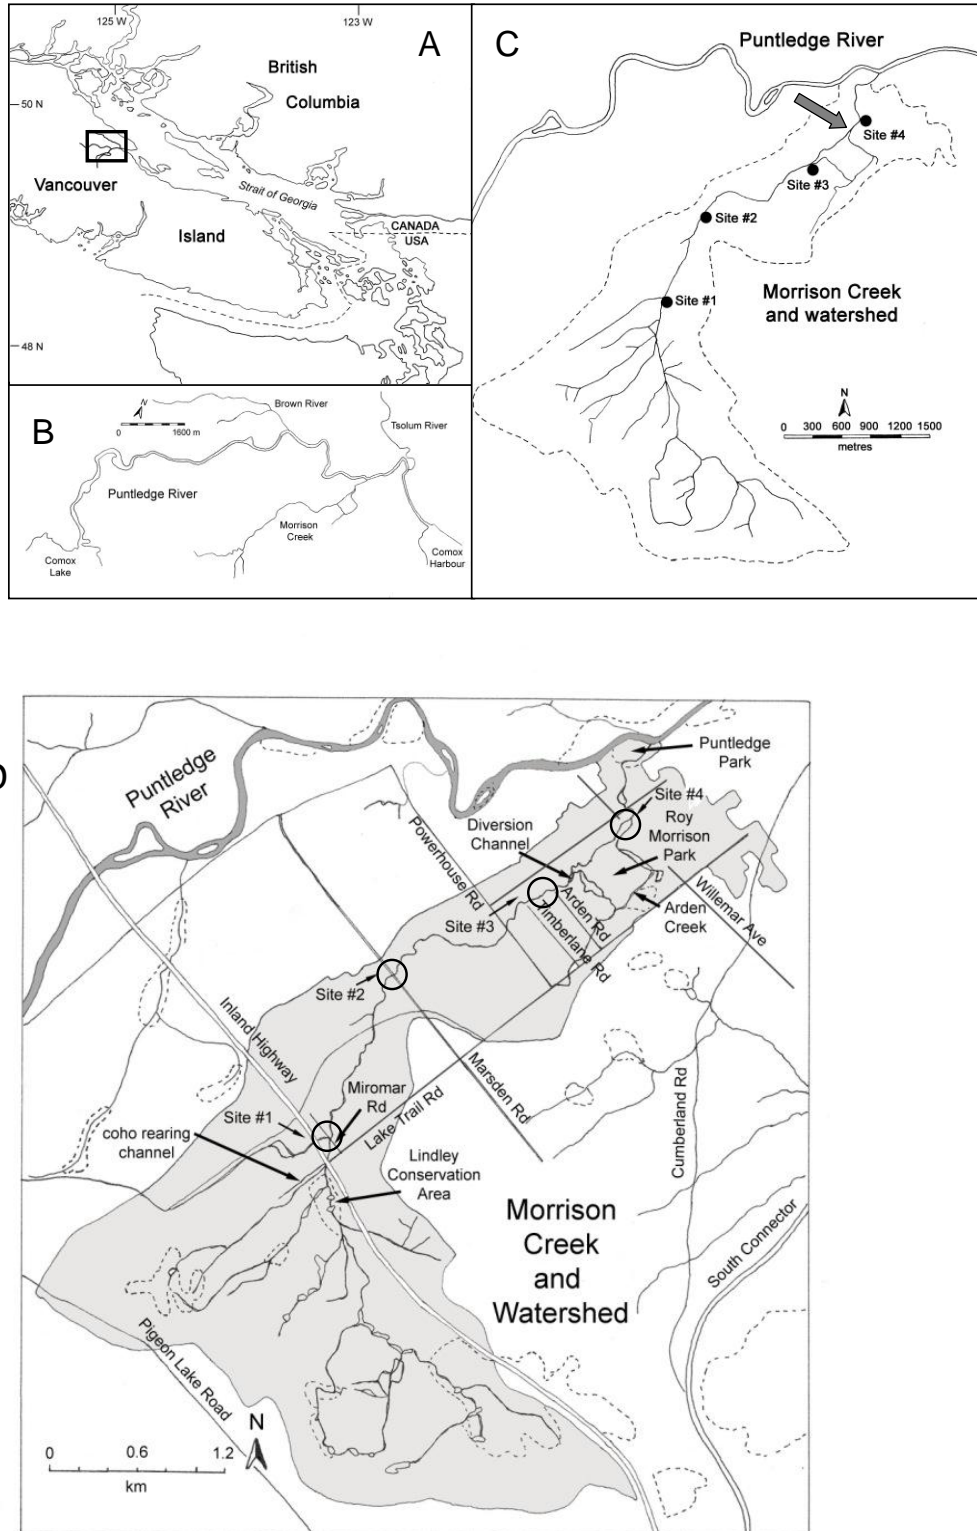 125 W
123 W
A
British
Columbia
50 N
Vancouver
Strait of Georgia
Island
CANADA
USA
48 N
B
N
0 1600 m
Brown River
Tsolum River
Puntledge River
Morrison
Creek
Comox
Lake
Comox
Harbour
C
Puntledge River
Site #4
Site #3
Site #2
Site #1
Morrison Creek
and watershed
N
0 300 600 900 1200 1500
metres
Puntledge
River
Puntledge
Park
Site #4
Roy
Morrison
Park
Diversion
Channel
Powerhouse Rd
Site #3
Arden Rd
Timberlane Rd
Arden
Creek
Willemar Ave
Site #2
Inland Highway
Marsden Rd
Miromar
Rd
Lake Trail Rd
Site #1
coho rearing
channel
Lindley
Conservation
Area
Cumberland Rd
South Connector
Morrison
Creek
and
Watershed
Pigeon Lake Road
N
0 0.6 1.2
km